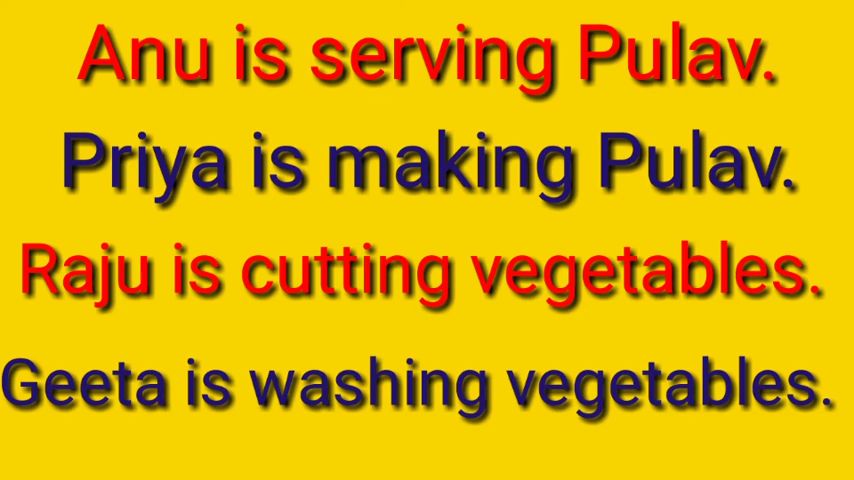 Anu is serving Pulav.
Priya is making Pulav.
Raju is cutting vegetables.
Geeta is washing vegetables.